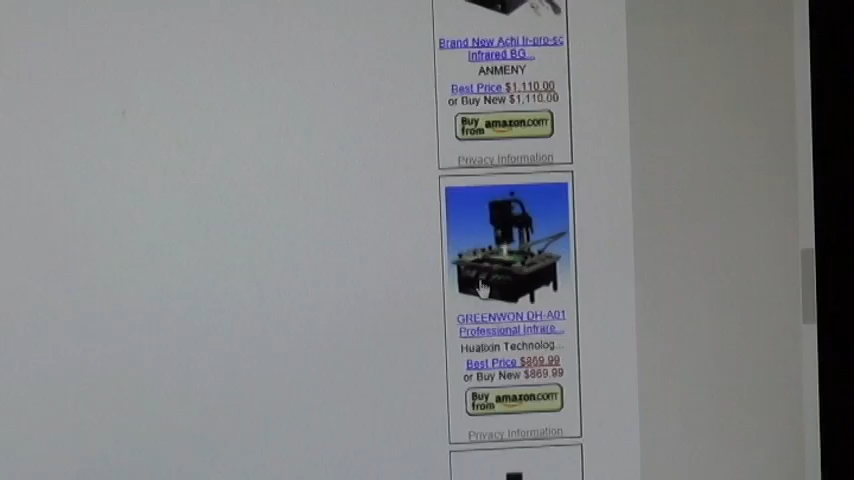 Brand New Achi Ir-pro-sc
Infrared BG...
ANMENY
Best Price $1,110.00
or Buy New $1,110.00
Buy from amazon.com
Privacy Information
GREENWON DH-A01
Professional Infrare...
Hualixin Technolog...
Best Price $869.99
or Buy New $869.99
Buy from amazon.com
Privacy Information